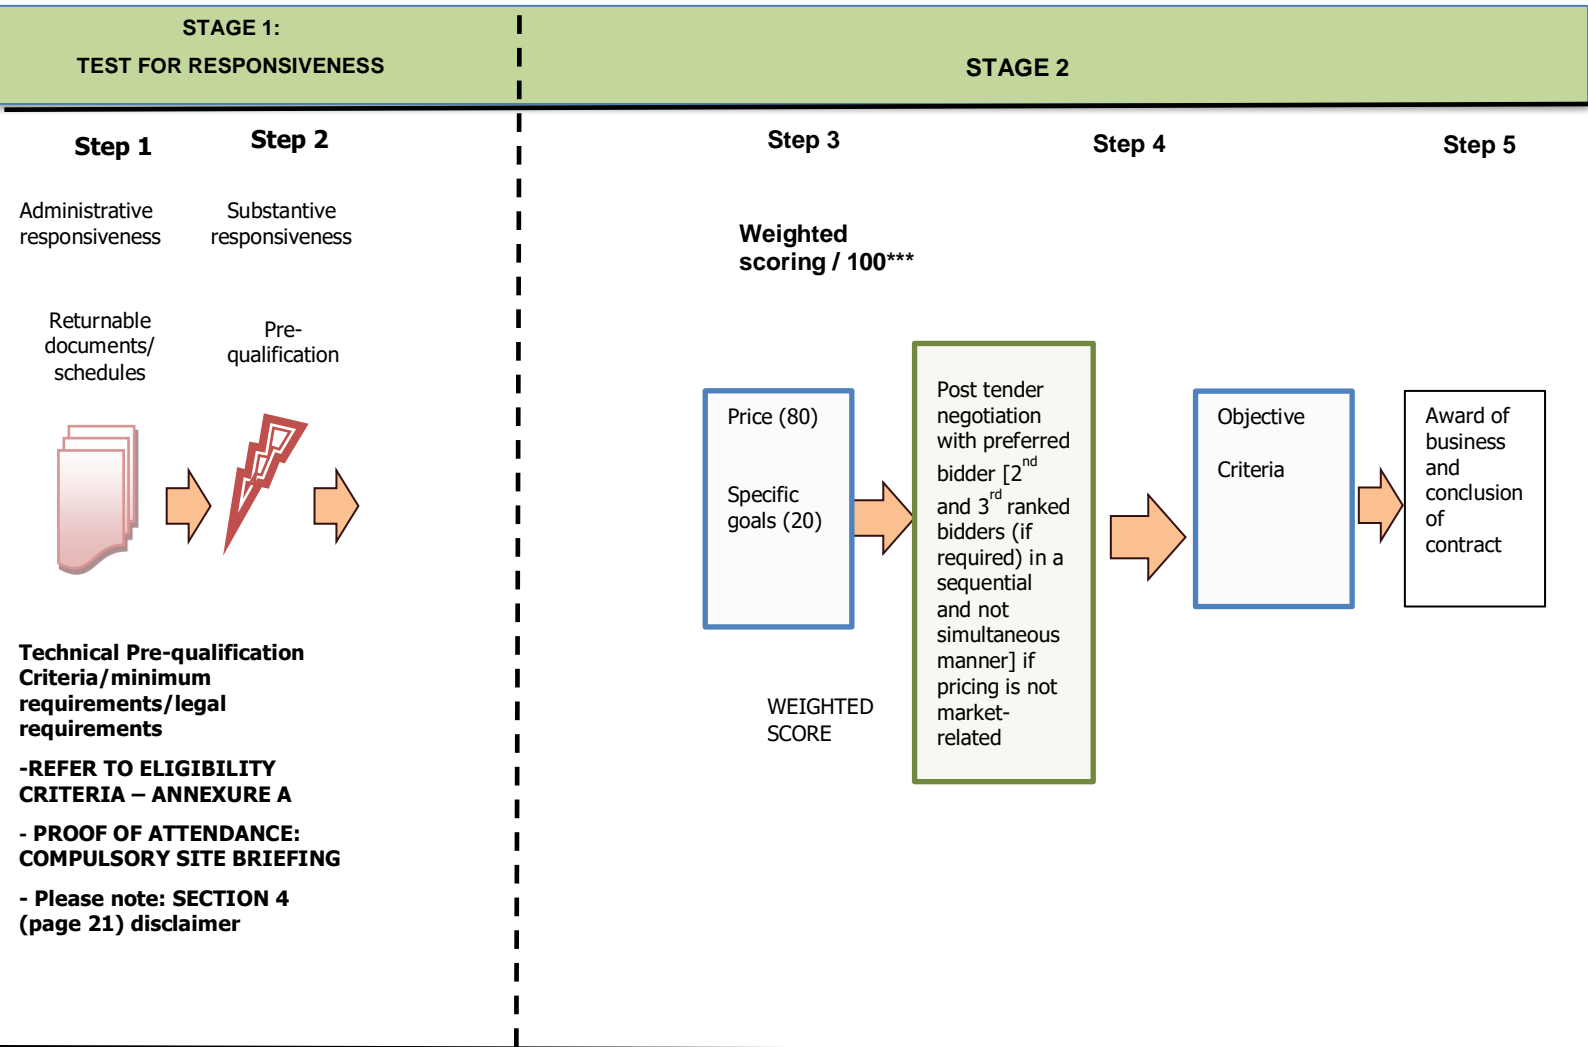 STAGE 1:
TEST FOR RESPONSIVENESS
STAGE 2
Step 1
Step 2
Step 3
Step 4
Step 5
Administrative
responsiveness
Substantive
responsiveness
Weighted
scoring / 100***
Returnable
documents/
schedules
Pre-
qualification
Price (80)
Specific
goals (20)
WEIGHTED
SCORE
Post tender
negotiation
with preferred
bidder [2nd
and 3rd ranked
bidders (if
required) in a
sequential
and not
simultaneous
manner] if
pricing is not
market-
related
Objective
Criteria
Award of
business
and
conclusion
of
contract
Technical Pre-qualification
Criteria/minimum
requirements/legal
requirements
-REFER TO ELIGIBILITY
CRITERIA – ANNEXURE A
- PROOF OF ATTENDANCE:
COMPULSORY SITE BRIEFING
- Please note: SECTION 4
(page 21) disclaimer